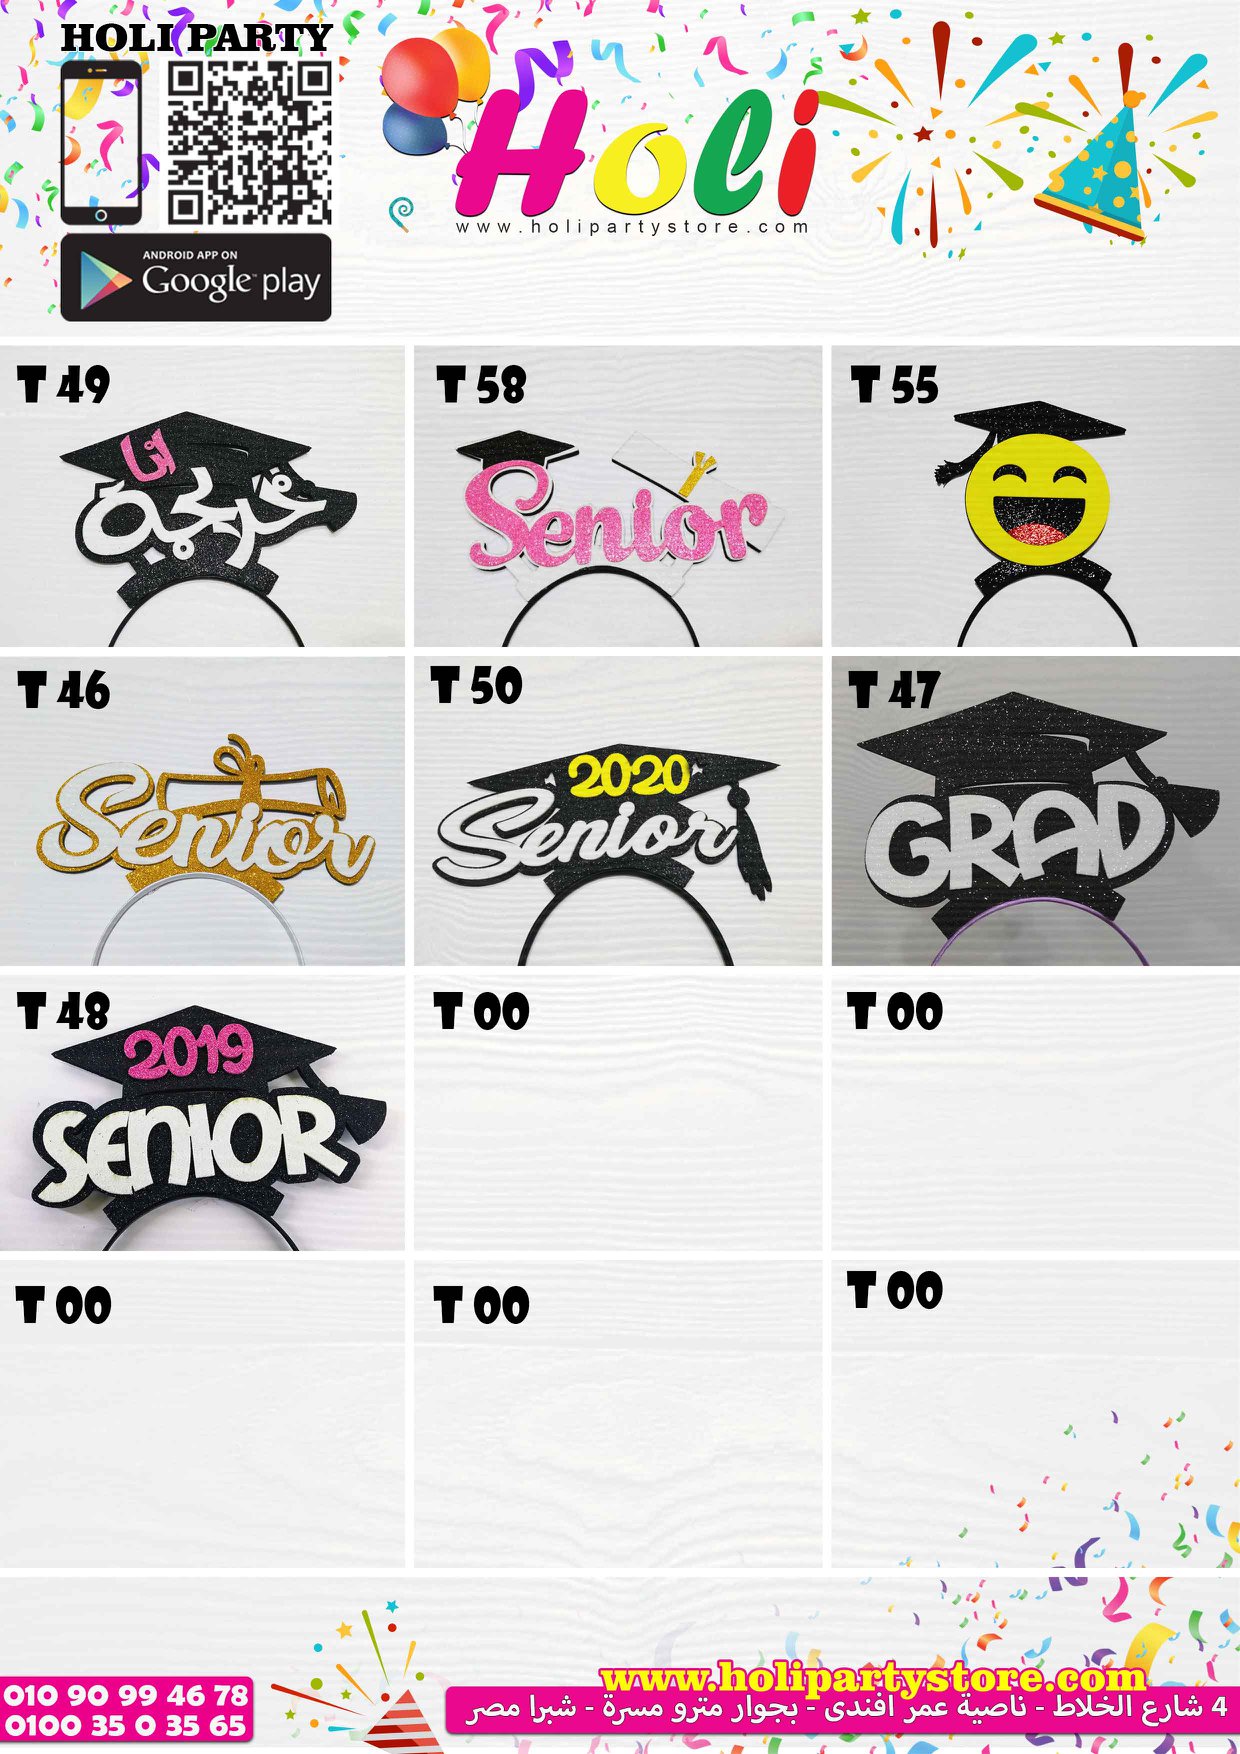 HOLI PARTY
Holi
www.holipartystore.com
ANDROID APP ON
Google play
T 49
انا
خريجة
T 58
Senior
T 55
T 46
Senior
T 50
2020
Senior
T 47
GRAD
T 48
2019
SENIOR
T 00
T 00
T 00
T 00
T 00
www.holipartystore.com
010 90 99 46 78
0100 35 0 35 65
4 شارع الخلاط - ناصية عمر افندى - بجوار مترو مسرة - شبرا مصر